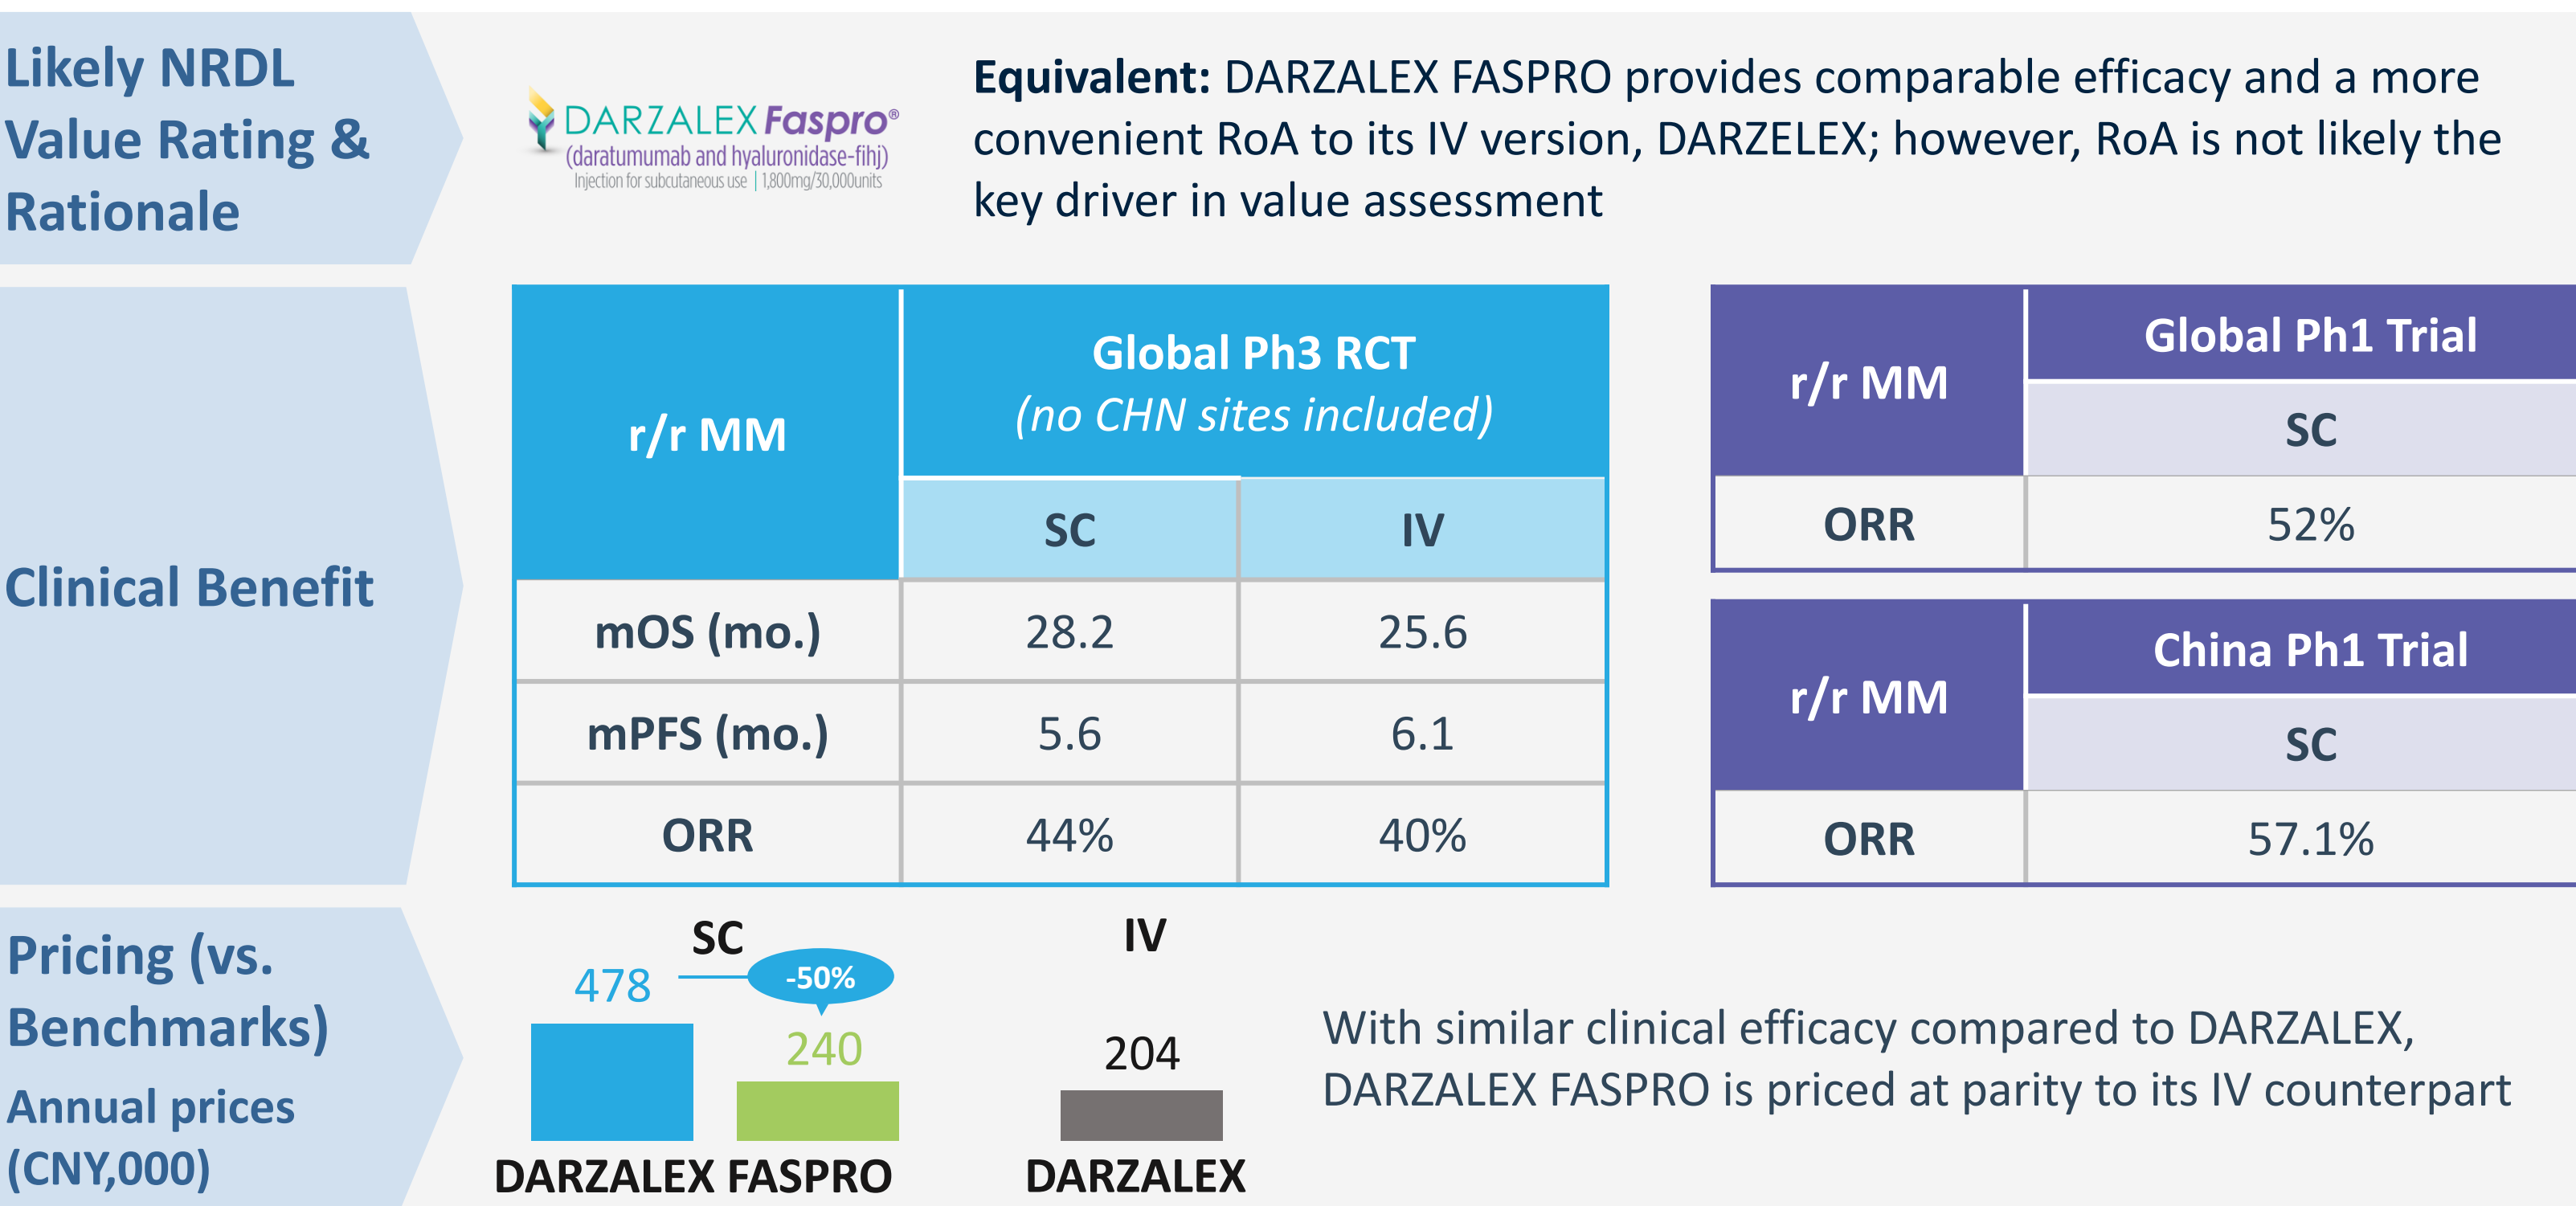 Likely NRDL
Value Rating &
Rationale
DARZALEX Faspro®
(daratumumab and hyaluronidase-fihj)
Injection for subcutaneous use | 1,800mg/30,000units
Equivalent: DARZALEX FASPRO provides comparable efficacy and a more
convenient RoA to its IV version, DARZELEX; however, RoA is not likely the
key driver in value assessment
Clinical Benefit
r/r MM
Global Ph3 RCT
(no CHN sites included)
SC IV
mOS (mo.) 28.2 25.6
mPFS (mo.) 5.6 6.1
ORR 44% 40%
r/r MM
Global Ph1 Trial
SC
ORR 52%
r/r MM
China Ph1 Trial
SC
ORR 57.1%
Pricing (vs.
Benchmarks)
Annual prices
(CNY,000)
SC
478
-50%
240
DARZALEX FASPRO
IV
204
DARZALEX
With similar clinical efficacy compared to DARZALEX,
DARZALEX FASPRO is priced at parity to its IV counterpart